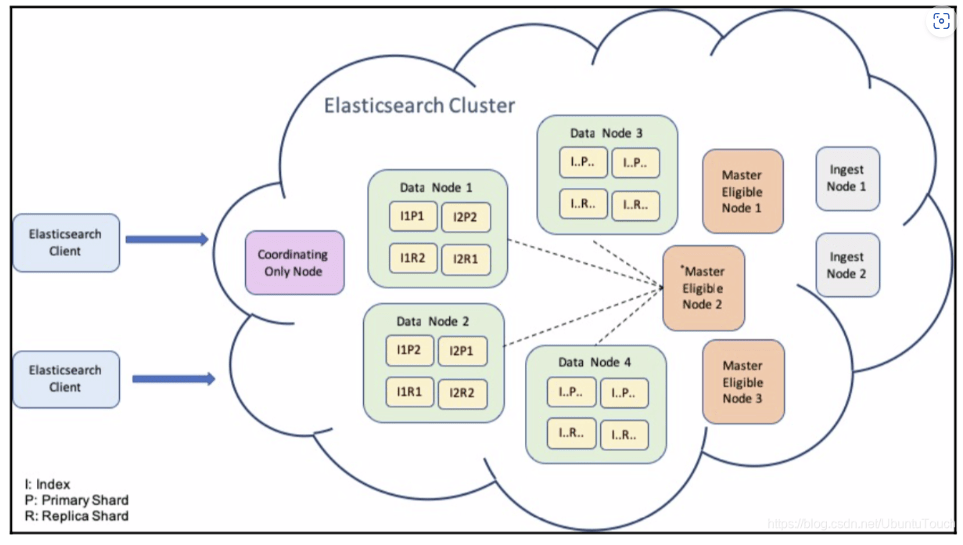 Elasticsearch Cluster
Elasticsearch
Client
Elasticsearch
Client
Coordinating
Only Node
Data Node 1
I1P1 I2P2
I1R2 I2R1
Data Node 2
I1P2 I2P1
I1R1 I2R2
Data Node 3
I..P.. I..P..
I..R.. I..R..
Data Node 4
I..P.. I..P..
I..R.. I..R..
Master
Eligible
Node 1
*Master
Eligible
Node 2
Master
Eligible
Node 3
Ingest
Node 1
Ingest
Node 2
I: Index
P: Primary Shard
R: Replica Shard
https://blog.csdn.net/UbuntuTouch